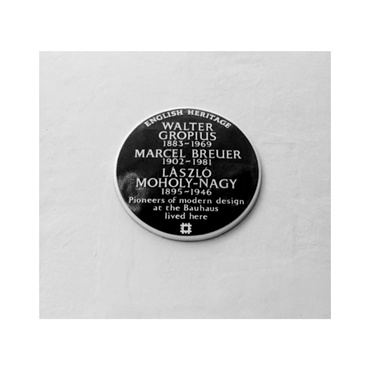 ENGLISH HERITAGE
WALTER
GROPIUS
1883-1969
MARCEL BREUER
1902-1981
LÁSZLÓ
MOHOLY-NAGY
1895-1946
Pioneers of modern design
at the Bauhaus
lived here